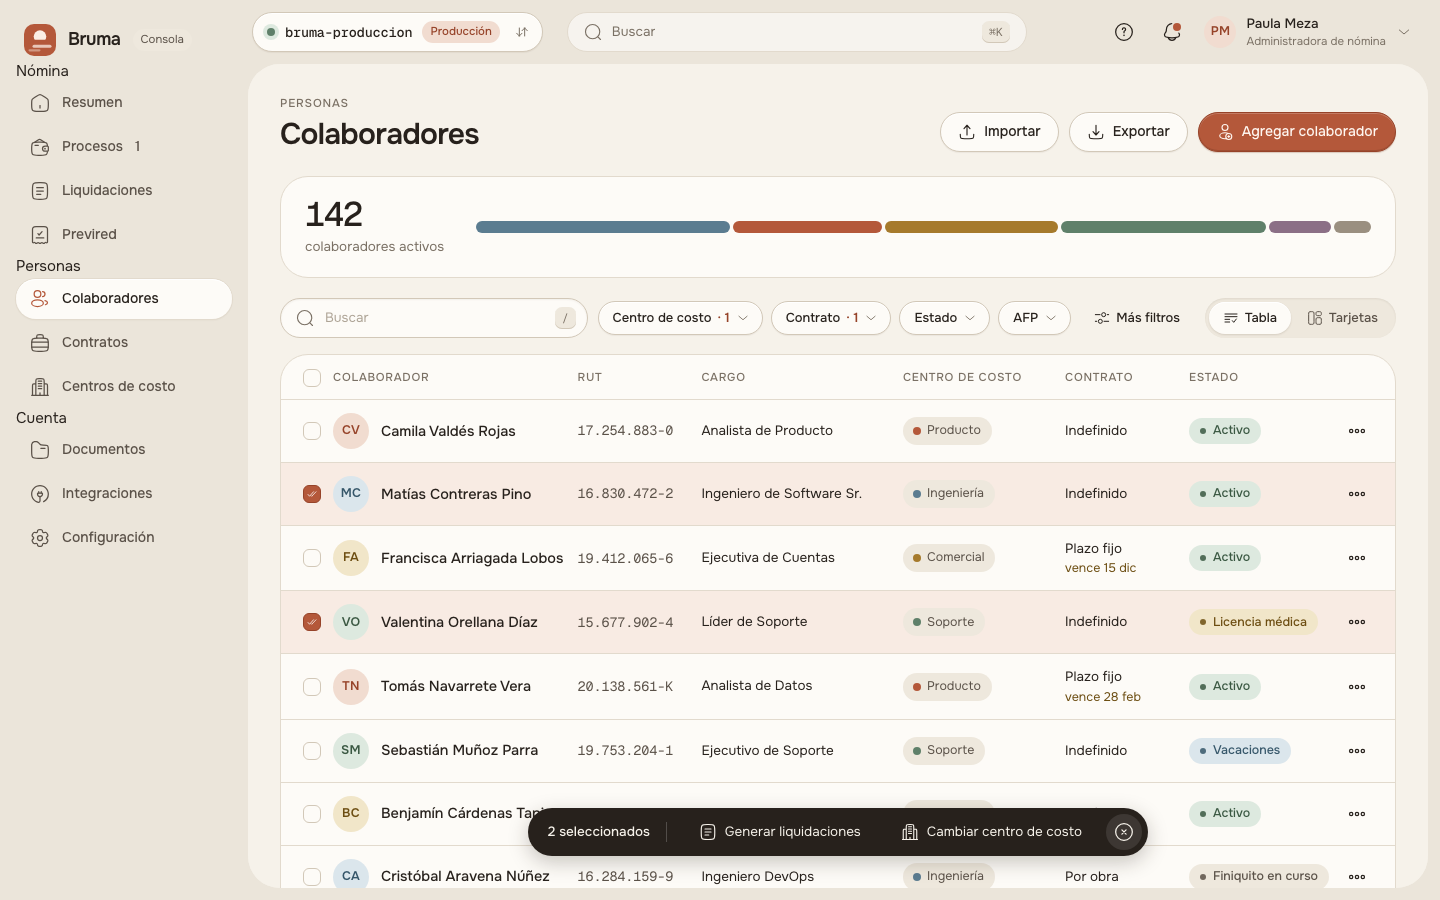 Bruma Consola
bruma-produccion Producción
Buscar ⌘K
PM Paula Meza
Administradora de nómina
Nómina
Resumen
Procesos 1
Liquidaciones
Previred
Personas
Colaboradores
Contratos
Centros de costo
Cuenta
Documentos
Integraciones
Configuración
PERSONAS
Colaboradores
Importar
Exportar
Agregar colaborador
142
colaboradores activos
Buscar /
Centro de costo · 1
Contrato · 1
Estado
AFP
Más filtros
Tabla
Tarjetas
COLABORADOR RUT CARGO CENTRO DE COSTO CONTRATO ESTADO
CV Camila Valdés Rojas 17.254.883-0 Analista de Producto Producto Indefinido Activo
MC Matías Contreras Pino 16.830.472-2 Ingeniero de Software Sr. Ingeniería Indefinido Activo
FA Francisca Arriagada Lobos 19.412.065-6 Ejecutiva de Cuentas Comercial Plazo fijo Activo
vence 15 dic
VO Valentina Orellana Díaz 15.677.902-4 Líder de Soporte Soporte Indefinido Licencia médica
TN Tomás Navarrete Vera 20.138.561-K Analista de Datos Producto Plazo fijo Activo
vence 28 feb
SM Sebastián Muñoz Parra 19.753.204-1 Ejecutivo de Soporte Soporte Indefinido Vacaciones
BC Benjamín Cárdenas Activo
2 seleccionados Generar liquidaciones Cambiar centro de costo
CA Cristóbal Aravena Núñez 16.284.159-9 Ingeniero DevOps Ingeniería Por obra Finiquito en curso